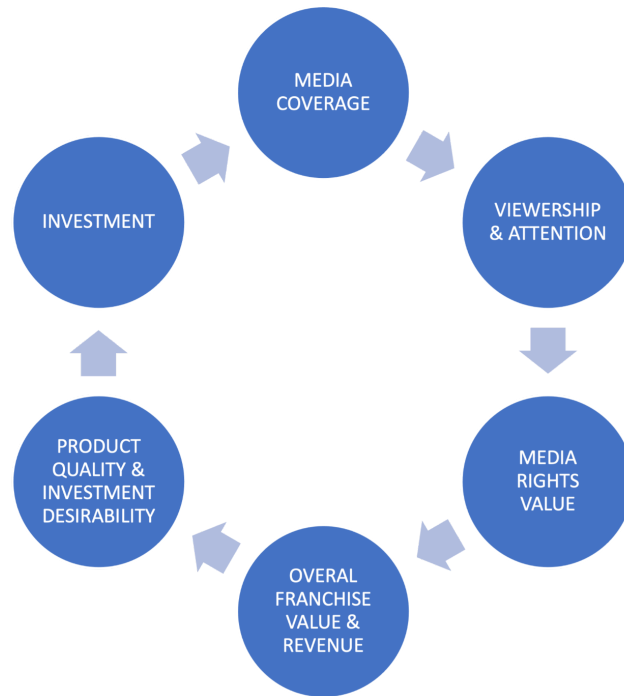 MEDIA
COVERAGE
VIEWERSHIP
& ATTENTION
MEDIA
RIGHTS
VALUE
OVERAL
FRANCHISE
VALUE &
REVENUE
PRODUCT
QUALITY &
INVESTMENT
DESIRABILITY
INVESTMENT